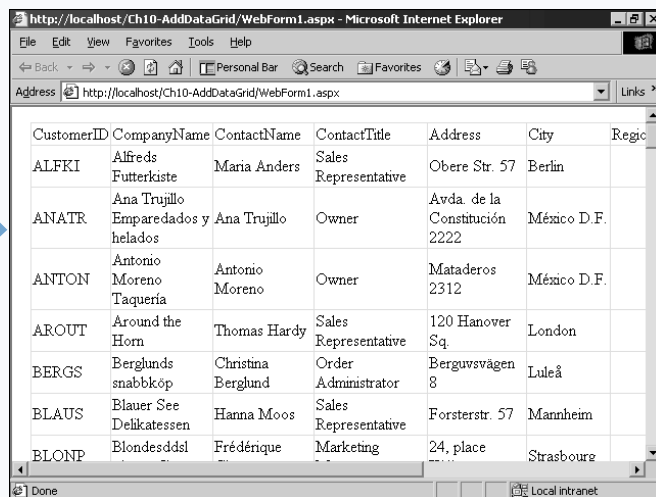 http://localhost/Ch10-AddDataGrid/WebForm1.aspx - Microsoft Internet Explorer
File Edit View Favorites Tools Help
Back Personal Bar Search Favorites
Address http://localhost/Ch10-AddDataGrid/WebForm1.aspx Links
CustomerID CompanyName ContactName ContactTitle Address City Regio
ALFKI Alfreds Futterkiste Maria Anders Sales Representative Obere Str. 57 Berlin
ANATR Ana Trujillo Emparedados y helados Ana Trujillo Owner Avda. de la Constitución 2222 México D.F.
ANTON Antonio Moreno Taquería Antonio Moreno Owner Mataderos 2312 México D.F.
AROUT Around the Horn Thomas Hardy Sales Representative 120 Hanover Sq. London
BERGS Berglunds snabbköp Christina Berglund Order Administrator Berguvsvägen 8 Luleå
BLAUS Blauer See Delikatessen Hanna Moos Sales Representative Forsterstr. 57 Mannheim
BLONP Blondesddsl Frédérique Marketing 24, place Strasbourg
Done Local intranet